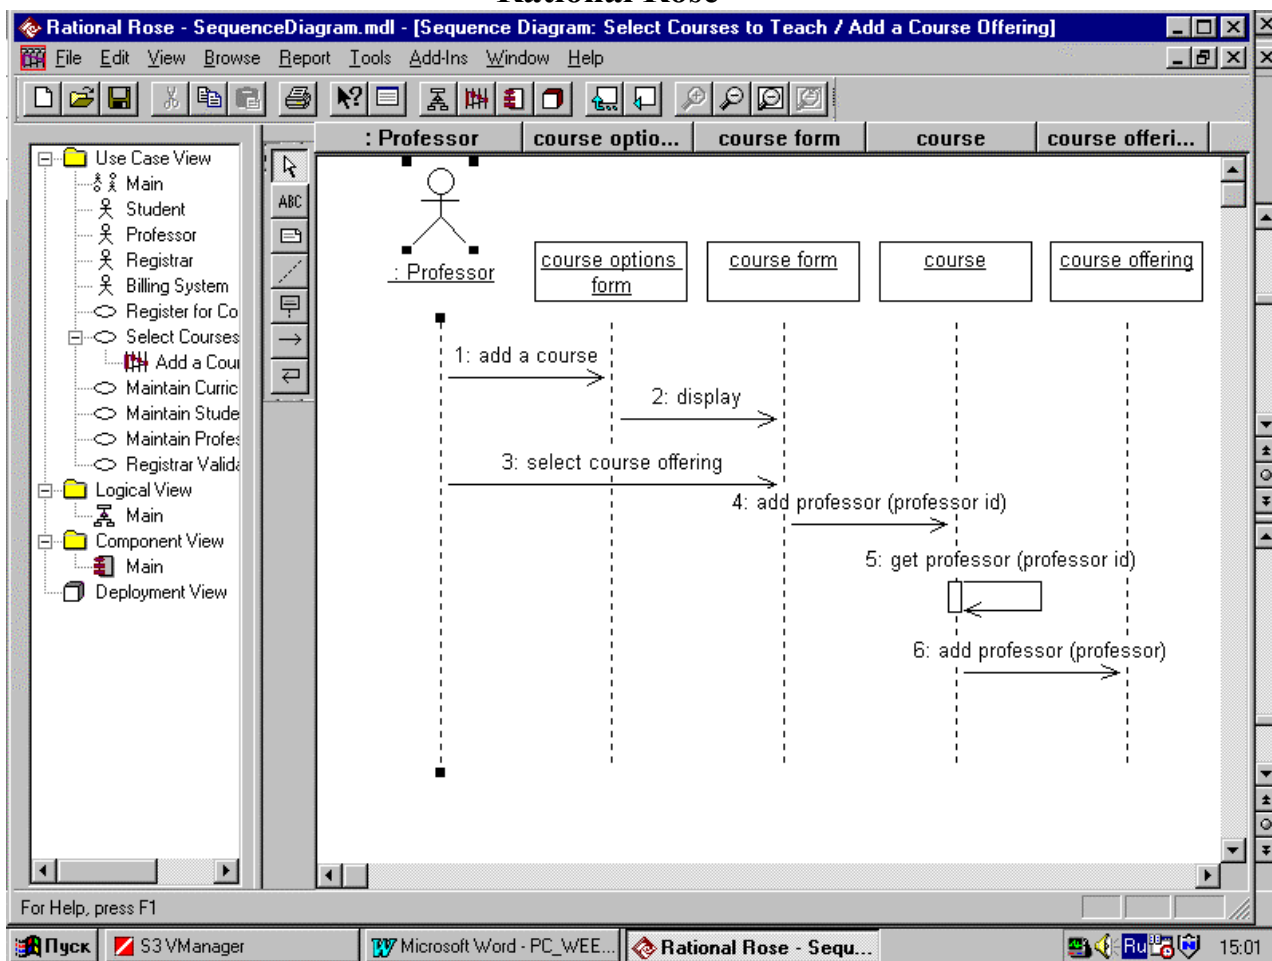 Rational Rose
Rational Rose - SequenceDiagram.mdl - [Sequence Diagram: Select Courses to Teach / Add a Course Offering]
File Edit View Browse Report Tools Add-Ins Window Help
ABC
: Professor course optio... course form course course offeri...
Use Case View
Main
Student
Professor
Registrar
Billing System
Register for Co
Select Courses
Add a Cour
Maintain Curric
Maintain Stude
Maintain Profes
Registrar Valida
Logical View
Main
Component View
Main
Deployment View
: Professor
course options
form
course form
course
course offering
1: add a course
2: display
3: select course offering
4: add professor (professor id)
5: get professor (professor id)
6: add professor (professor)
For Help, press F1
Пуск S3 VManager Microsoft Word - PC_WEE... Rational Rose - Sequ... Ru 15:01